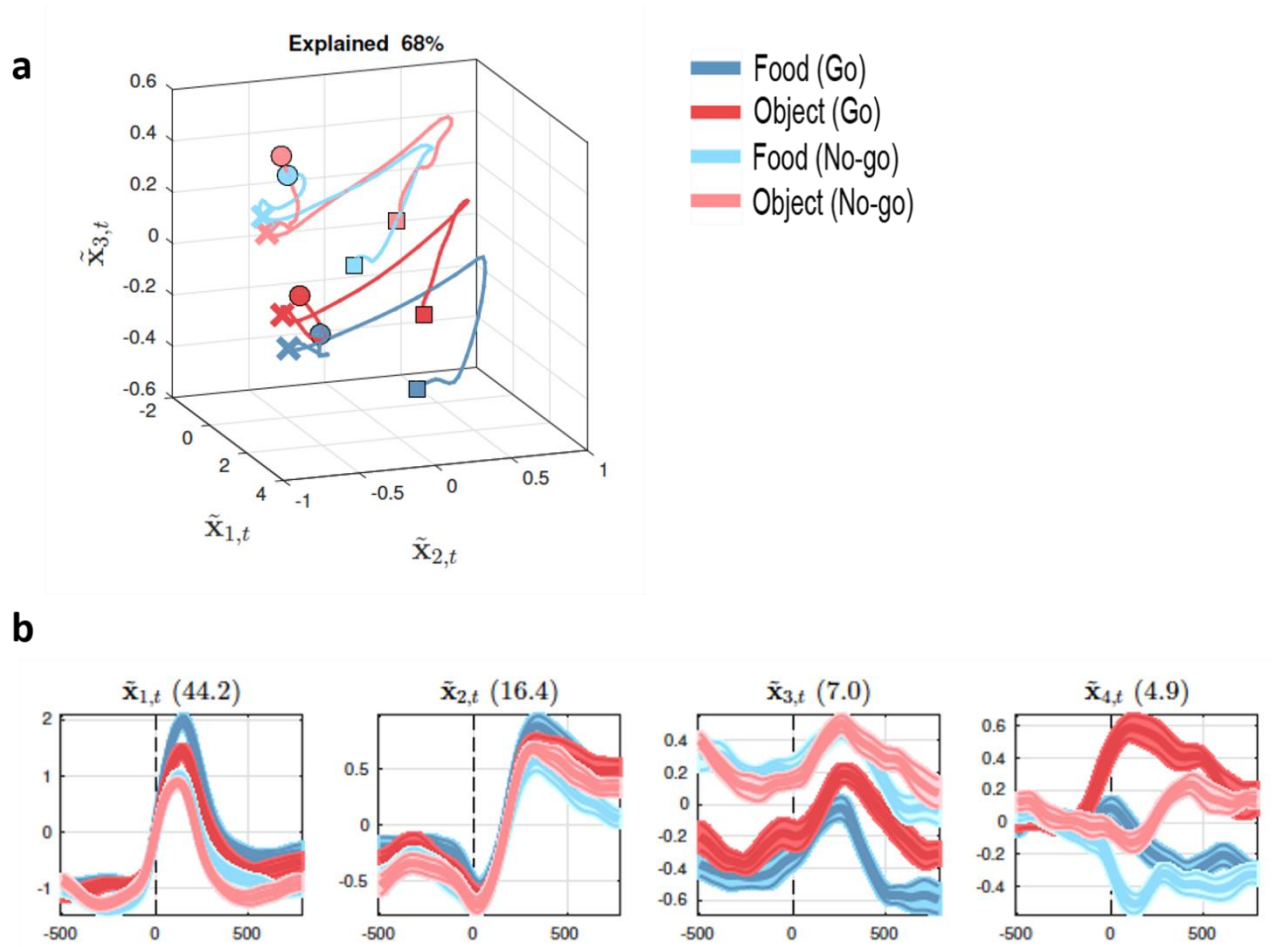 a
Explained 68%
0.6
0.4
0.2
0
-0.2
-0.4
-0.6
-2
0
2
4
-1
-0.5
0
0.5
1
x̃3,t
x̃1,t
x̃2,t
Food (Go)
Object (Go)
Food (No-go)
Object (No-go)
b
x̃1,t (44.2)
2
1
0
-1
-500 0 500
x̃2,t (16.4)
0.5
0
-0.5
-500 0 500
x̃3,t (7.0)
0.4
0.2
0
-0.2
-0.4
-0.6
-500 0 500
x̃4,t (4.9)
0.6
0.4
0.2
0
-0.2
-0.4
-500 0 500